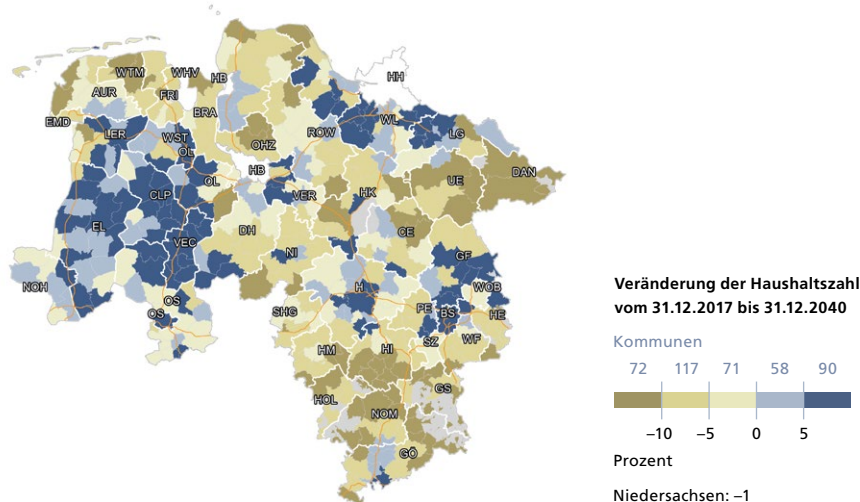 HH
WTM
WHV
HB
AUR
FRI
BRA
EMD
LER
WST
OHZ
ROW
WL
LG
OL
HB
OL
CLP
VER
HK
UE
DAN
EL
DH
CE
VEC
NI
GF
NOH
H
WOB
OS
OS
SHG
PE
BS
HE
HM
HI
SZ
WF
HOL
GS
NOM
GÖ
Veränderung der Haushaltszahl
vom 31.12.2017 bis 31.12.2040
Kommunen
72 117 71 58 90
–10 –5 0 5
Prozent
Niedersachsen: –1